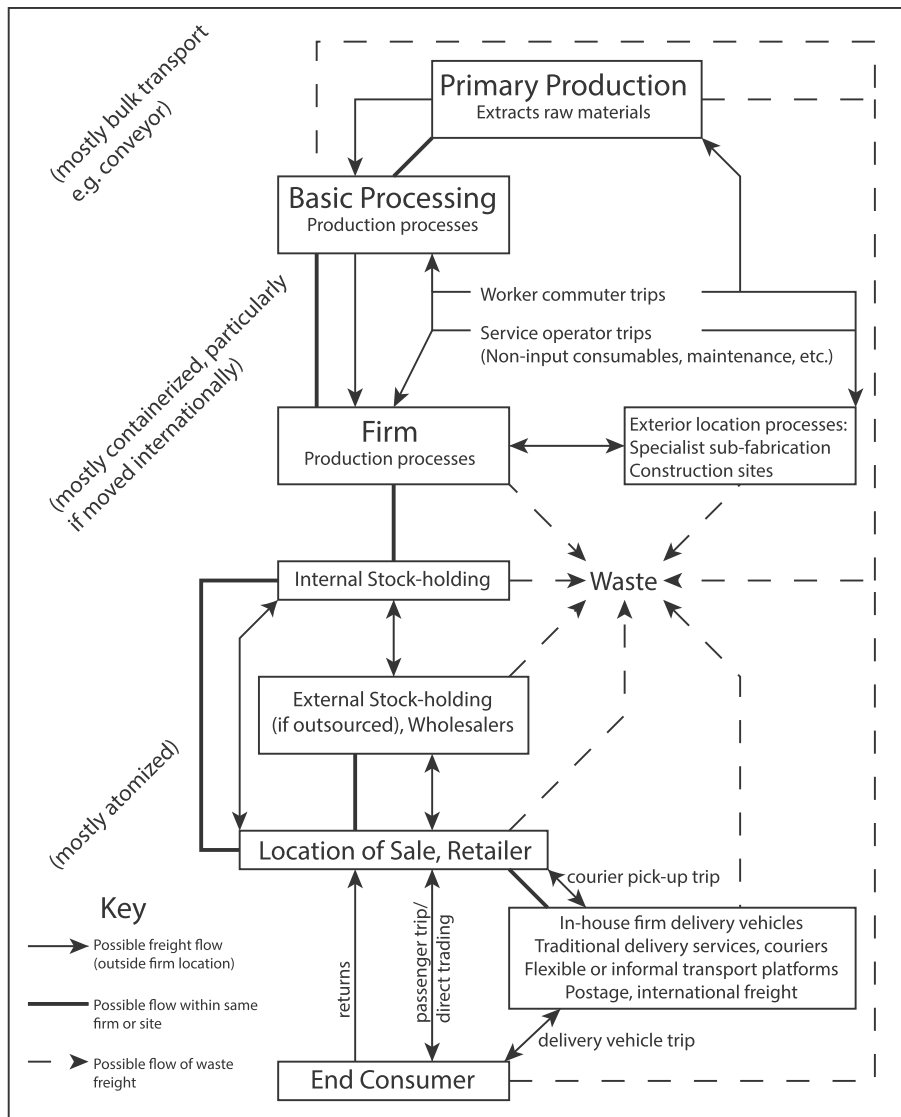 (mostly bulk transport
e.g. conveyor)
Primary Production
Extracts raw materials
Basic Processing
Production processes
Worker commuter trips
Service operator trips
(Non-input consumables, maintenance, etc.)
(mostly containerized, particularly
if moved internationally)
Firm
Production processes
Exterior location processes:
Specialist sub-fabrication
Construction sites
Internal Stock-holding
Waste
External Stock-holding
(if outsourced), Wholesalers
(mostly atomized)
Location of Sale, Retailer
courier pick-up trip
In-house firm delivery vehicles
Traditional delivery services, couriers
Flexible or informal transport platforms
Postage, international freight
returns
passenger trip/
direct trading
delivery vehicle trip
End Consumer
Key
Possible freight flow
(outside firm location)
Possible flow within same
firm or site
Possible flow of waste
freight